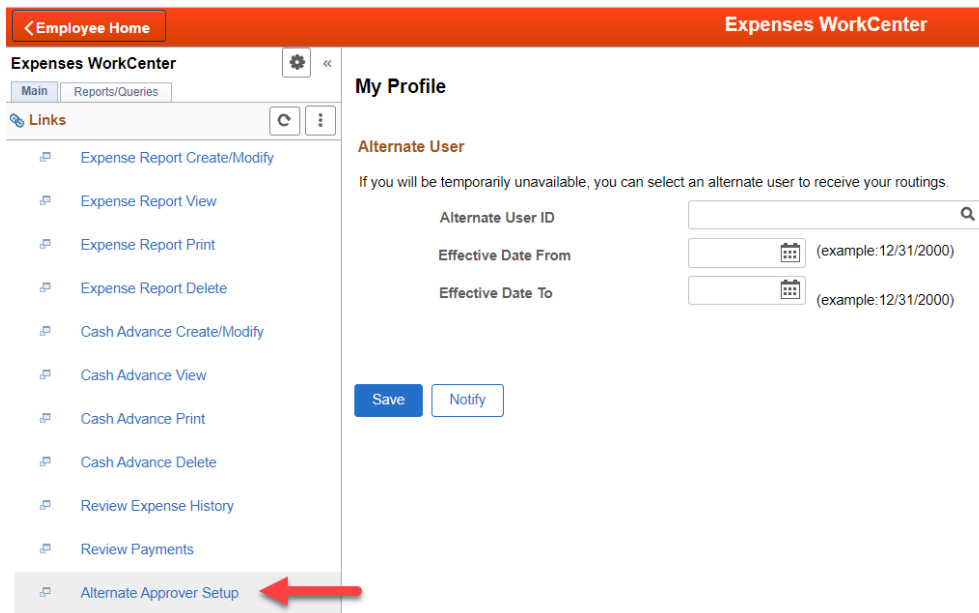 Employee Home
Expenses WorkCenter
Expenses WorkCenter
«
Main
Reports/Queries
Links
Expense Report Create/Modify
Expense Report View
Expense Report Print
Expense Report Delete
Cash Advance Create/Modify
Cash Advance View
Cash Advance Print
Cash Advance Delete
Review Expense History
Review Payments
Alternate Approver Setup
My Profile
Alternate User
If you will be temporarily unavailable, you can select an alternate user to receive your routings.
Alternate User ID
Effective Date From (example:12/31/2000)
Effective Date To (example:12/31/2000)
Save
Notify